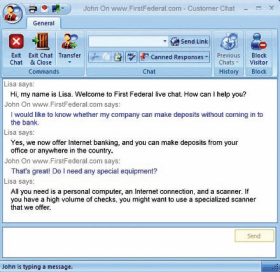 John On www.FirstFederal.com - Customer Chat
General
Exit Chat
Exit Chat & Close
Transfer
Commands
Send Link
Canned Responses
Chat
Previous Chats
History
Block Visitor
Block
Lisa says:
Hi, my name is Lisa. Welcome to First Federal live chat. How can I help you?
John On www.FirstFederal.com says:
I would like to know whether my company can make deposits without coming in to
the bank.
Lisa says:
Yes, we now offer Internet banking, and you can make deposits from your
office or anywhere in the country.
John On www.FirstFederal.com says:
That's great! Do I need any special equipment?
Lisa says:
All you need is a personal computer, an Internet connection, and a scanner. If
you have a high volume of checks, you might want to use a specialized scanner
that we offer.
Send
John is typing a message.